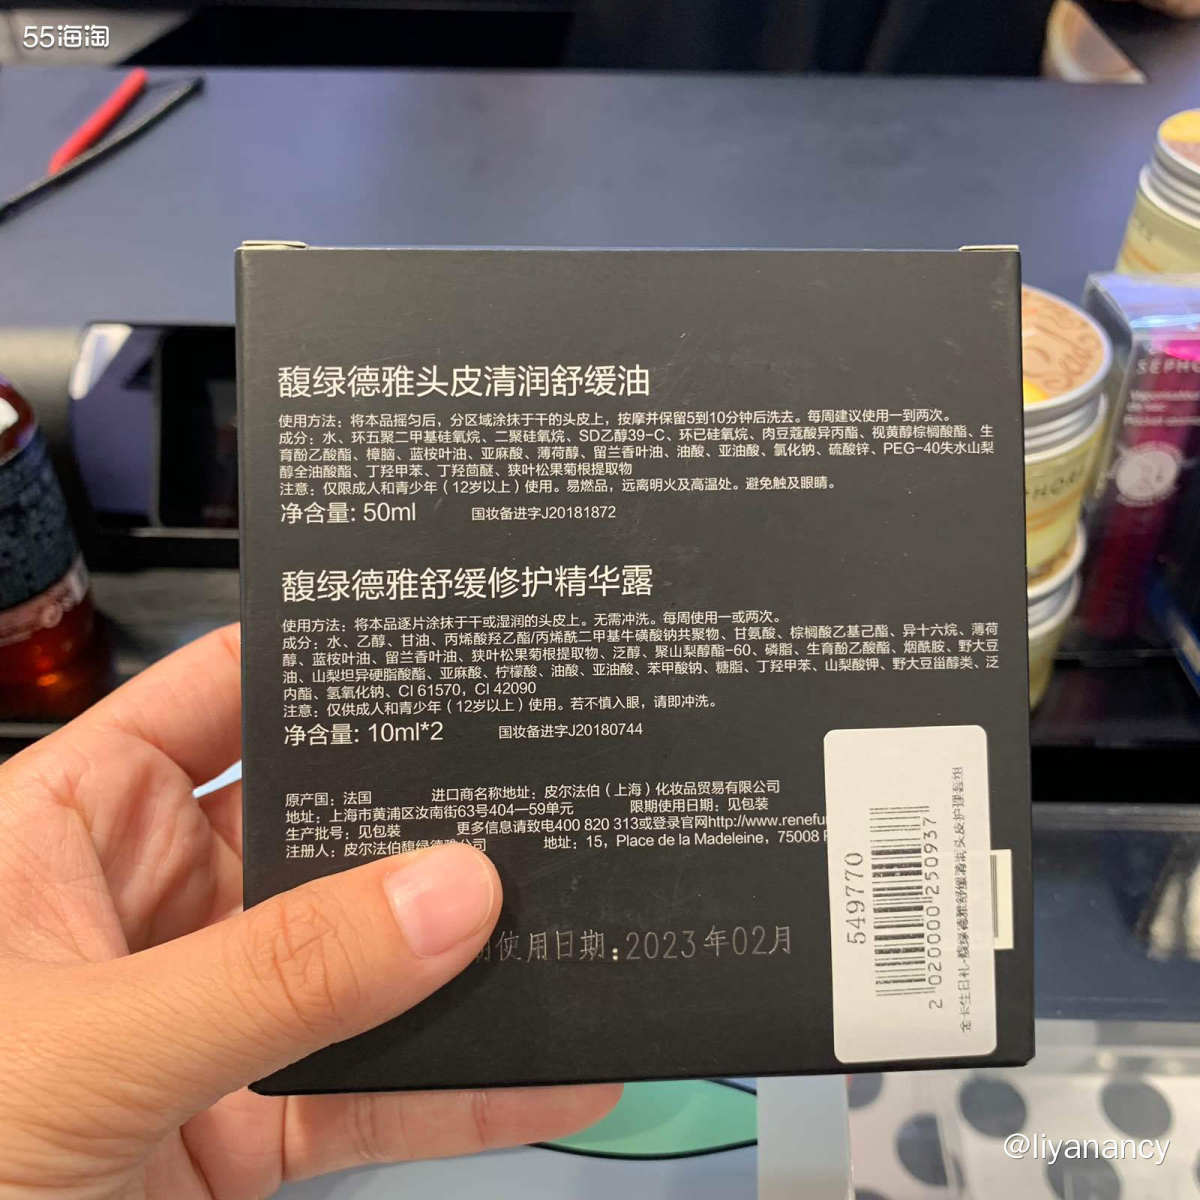 55海淘
馥绿德雅头皮清润舒缓油
使用方法：将本品摇匀后，分区域涂抹于干的头皮上，按摩并保留5到10分钟后洗去。每周建议使用一到两次。
成分：水、环五聚二甲基硅氧烷、二聚硅氧烷、SD乙醇39-C、环已硅氧烷、肉豆蔻酸异丙酯、视黄醇棕榈酸酯、生
育酚乙酸酯、樟脑、蓝桉叶油、亚麻酸、薄荷醇、留兰香叶油、油酸、亚油酸、氯化钠、硫酸锌、PEG-40失水山梨
醇全油酸酯、丁羟甲苯、丁羟茴醚、狭叶松果菊根提取物
注意：仅限成人和青少年（12岁以上）使用。易燃品，远离明火及高温处。避免触及眼睛。
净含量: 50ml 国妆备进字J20181872
馥绿德雅舒缓修护精华露
使用方法：将本品逐片涂抹于干或湿润的头皮上。无需冲洗。每周使用一或两次。
成分：水、乙醇、甘油、丙烯酸羟乙酯/丙烯酰二甲基牛磺酸钠共聚物、甘氨酸、棕榈酸乙基己酯、异十六烷、薄荷
醇、蓝桉叶油、留兰香叶油、狭叶松果菊根提取物、泛醇、聚山梨醇酯-60、磷脂、生育酚乙酸酯、烟酰胺、野大豆
油、山梨坦异硬脂酸酯、亚麻酸、柠檬酸、油酸、亚油酸、苯甲酸钠、糖脂、丁羟甲苯、山梨酸钾、野大豆甾醇类、泛
内酯、氢氧化钠、CI 61570，CI 42090
注意：仅供成人和青少年（12岁以上）使用。若不慎入眼，请即冲洗。
净含量: 10ml*2 国妆备进字J20180744
原产国：法国 进口商名称地址：皮尔法伯（上海）化妆品贸易有限公司
地址：上海市黄浦区汝南街63号404—59单元 限期使用日期：见包装
生产批号：见包装 更多信息请致电400 820 313或登录官网http://www.renefu
注册人：皮尔法伯馥绿德雅公司 地址：15，Place de la Madeleine，75008
使用日期:2023年02月
549770
2020000250937
金卡生日礼-馥绿德雅舒缓清润头皮护理套组
SEPHO
@liyanancy